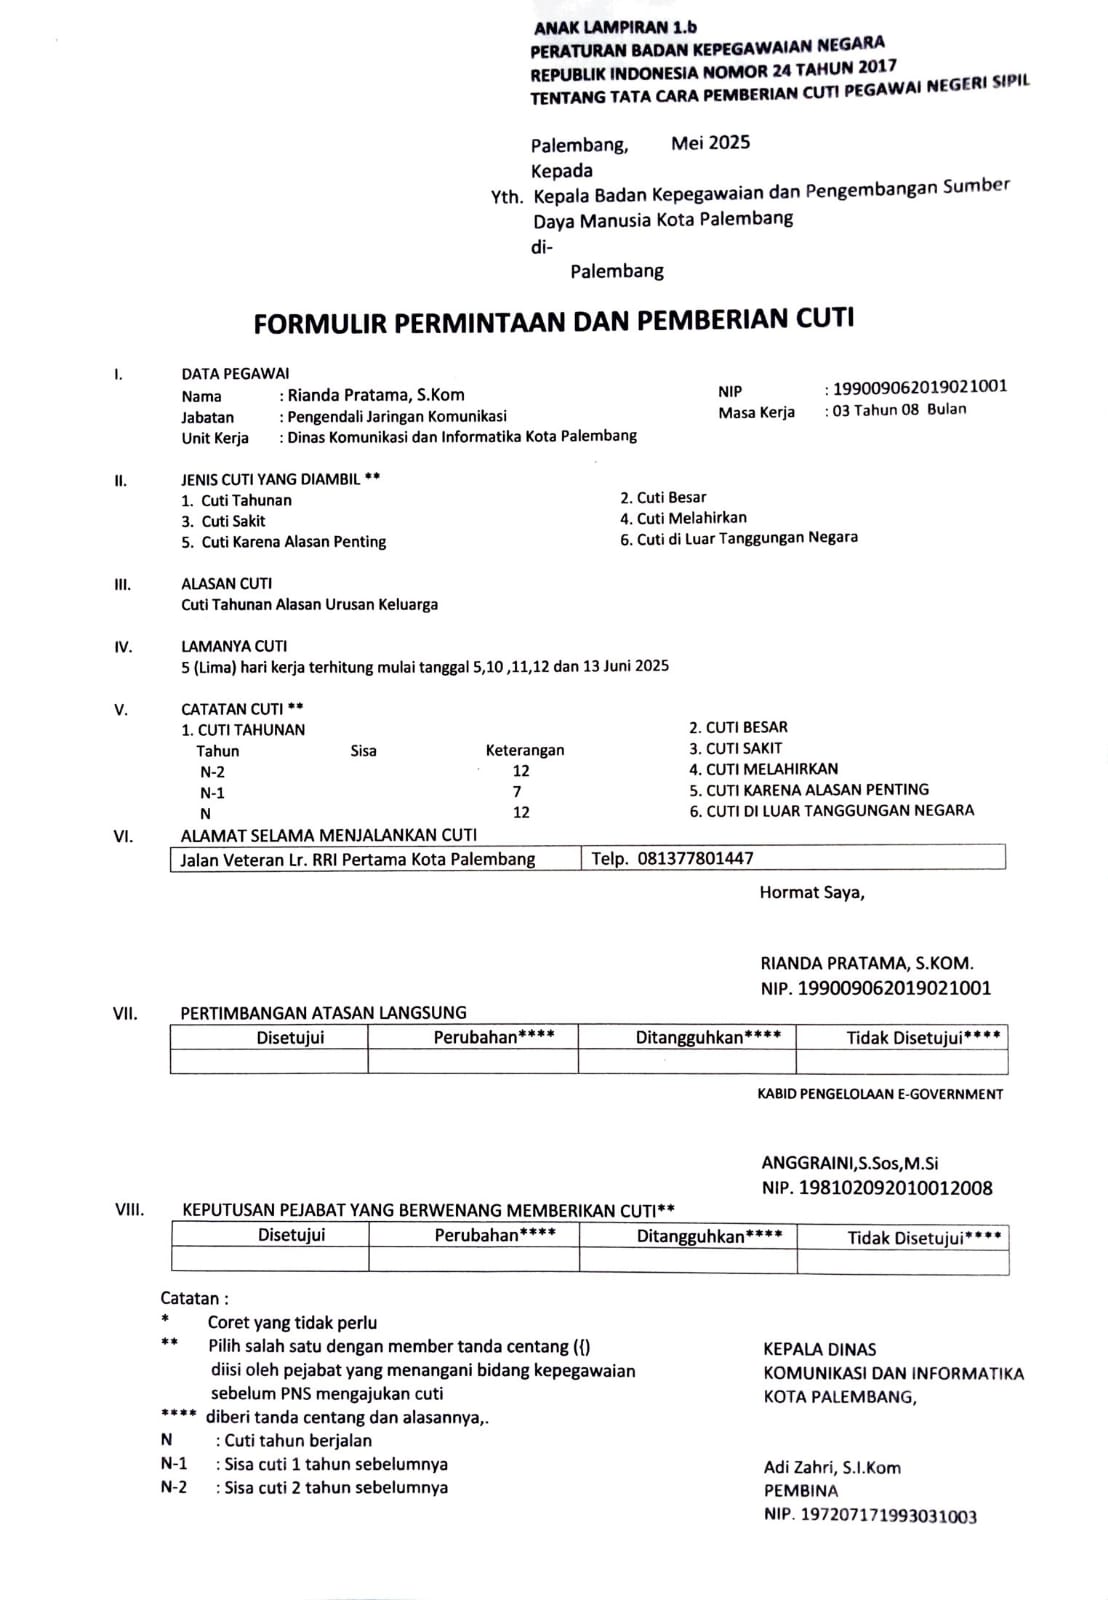 ANAK LAMPIRAN 1.b
PERATURAN BADAN KEPEGAWAIAN NEGARA
REPUBLIK INDONESIA NOMOR 24 TAHUN 2017
TENTANG TATA CARA PEMBERIAN CUTI PEGAWAI NEGERI SIPIL
Palembang, Mei 2025
Kepada
Yth. Kepala Badan Kepegawaian dan Pengembangan Sumber
Daya Manusia Kota Palembang
di-
Palembang
FORMULIR PERMINTAAN DAN PEMBERIAN CUTI
I. DATA PEGAWAI
Nama : Rianda Pratama, S.Kom NIP : 199009062019021001
Jabatan : Pengendali Jaringan Komunikasi Masa Kerja : 03 Tahun 08 Bulan
Unit Kerja : Dinas Komunikasi dan Informatika Kota Palembang
II. JENIS CUTI YANG DIAMBIL **
1. Cuti Tahunan 2. Cuti Besar
3. Cuti Sakit 4. Cuti Melahirkan
5. Cuti Karena Alasan Penting 6. Cuti di Luar Tanggungan Negara
III. ALASAN CUTI
Cuti Tahunan Alasan Urusan Keluarga
IV. LAMANYA CUTI
5 (Lima) hari kerja terhitung mulai tanggal 5,10 ,11,12 dan 13 Juni 2025
V. CATATAN CUTI **
1. CUTI TAHUNAN 2. CUTI BESAR
Tahun Sisa Keterangan 3. CUTI SAKIT
N-2 12 4. CUTI MELAHIRKAN
N-1 7 5. CUTI KARENA ALASAN PENTING
N 12 6. CUTI DI LUAR TANGGUNGAN NEGARA
VI. ALAMAT SELAMA MENJALANKAN CUTI
Jalan Veteran Lr. RRI Pertama Kota Palembang Telp. 081377801447
Hormat Saya,
RIANDA PRATAMA, S.KOM.
NIP. 199009062019021001
VII. PERTIMBANGAN ATASAN LANGSUNG
Disetujui Perubahan**** Ditangguhkan**** Tidak Disetujui****
KABID PENGELOLAAN E-GOVERNMENT
ANGGRAINI,S.Sos,M.Si
NIP. 198102092010012008
VIII. KEPUTUSAN PEJABAT YANG BERWENANG MEMBERIKAN CUTI**
Disetujui Perubahan**** Ditangguhkan**** Tidak Disetujui****
Catatan :
* Coret yang tidak perlu
** Pilih salah satu dengan member tanda centang ({)
diisi oleh pejabat yang menangani bidang kepegawaian
sebelum PNS mengajukan cuti
**** diberi tanda centang dan alasannya,.
N : Cuti tahun berjalan
N-1 : Sisa cuti 1 tahun sebelumnya
N-2 : Sisa cuti 2 tahun sebelumnya
KEPALA DINAS
KOMUNIKASI DAN INFORMATIKA
KOTA PALEMBANG,
Adi Zahri, S.I.Kom
PEMBINA
NIP. 197207171993031003